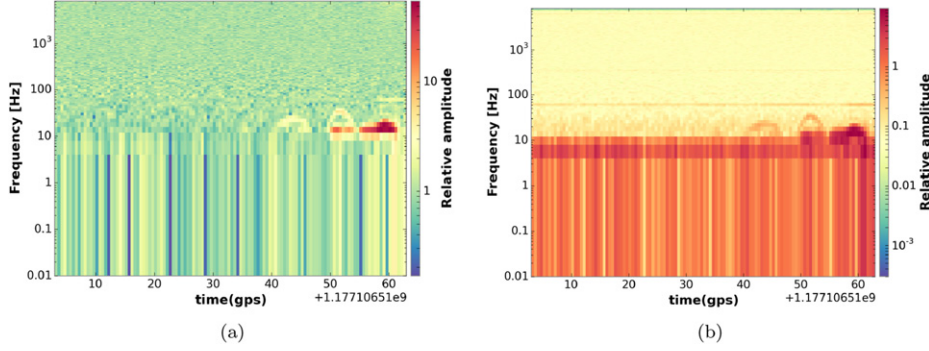 10³
100
10
1
0.1
0.01
Frequency [Hz]
10 20 30 40 50 60
time(gps)
+1.17710651e9
10
1
Relative amplitude
(a)
10³
100
10
1
0.1
0.01
Frequency [Hz]
10 20 30 40 50 60
time(gps)
+1.17710651e9
1
0.1
0.01
10⁻³
Relative amplitude
(b)